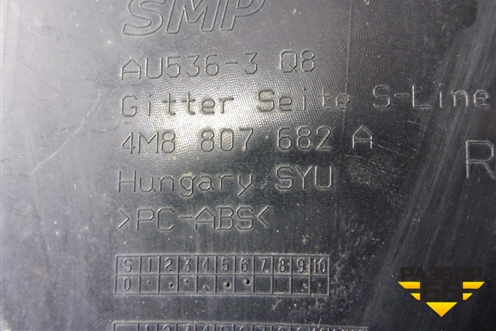 SMP
AU536-3 Q8
Gitter Seite S-Line
4M8 807 682 A
R
Hungary SYU
>PC-ABS<
S 1 2 3 4 5 6 7 8 9 10
0